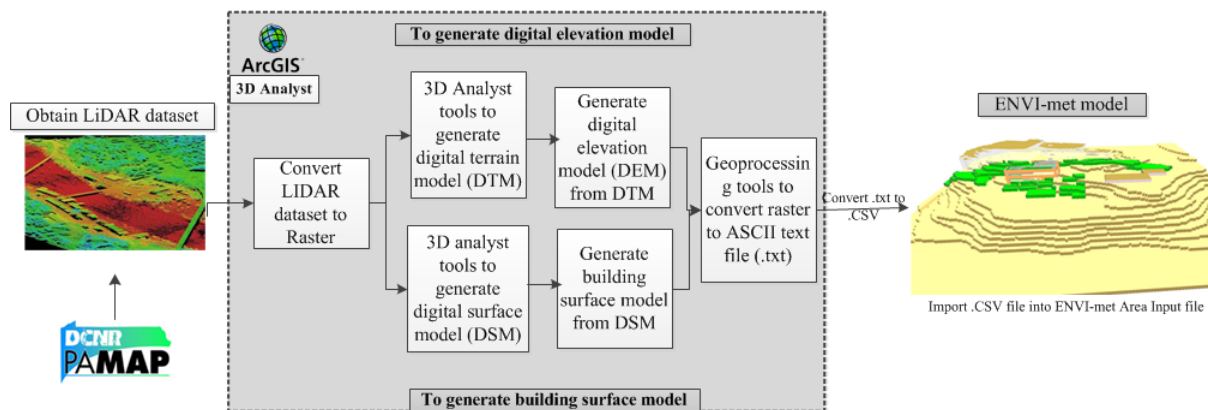 To generate digital elevation model
ArcGIS
3D Analyst
Obtain LiDAR dataset
DCNR
PAMAP
Convert
LIDAR
dataset to
Raster
3D Analyst
tools to
generate
digital terrain
model (DTM)
Generate
digital
elevation
model (DEM)
from DTM
3D analyst
tools to
generate
digital surface
model (DSM)
Generate
building
surface model
from DSM
Geoprocessin
g tools to
convert raster
to ASCII text
file (.txt)
Convert .txt to
.CSV
ENVI-met model
Import .CSV file into ENVI-met Area Input file
To generate building surface model